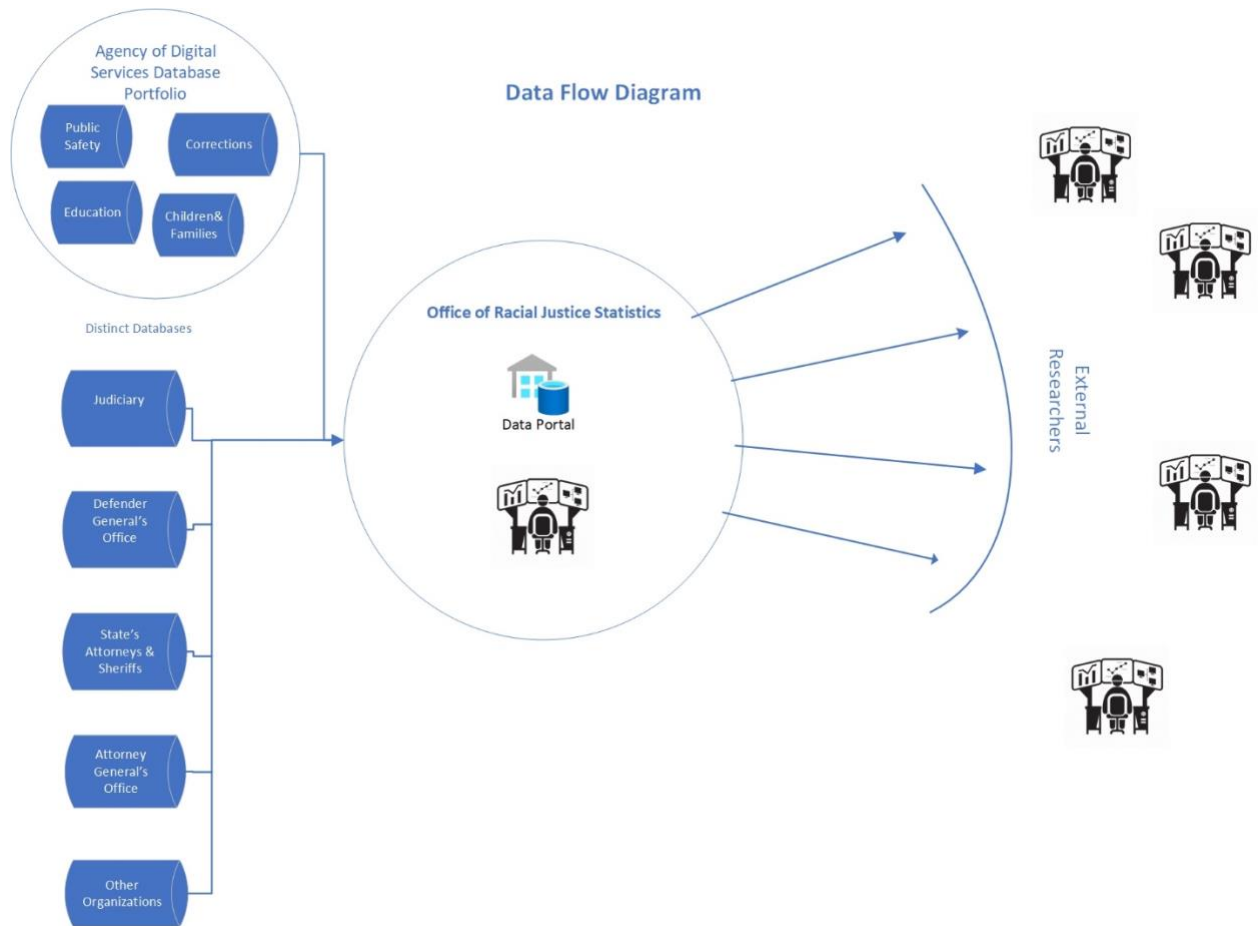 Agency of Digital
Services Database
Portfolio
Public
Safety
Corrections
Education
Children&
Families
Data Flow Diagram
Distinct Databases
Judiciary
Defender
General's
Office
State's
Attorneys &
Sheriffs
Attorney
General's
Office
Other
Organizations
Office of Racial Justice Statistics
Data Portal
External
Researchers